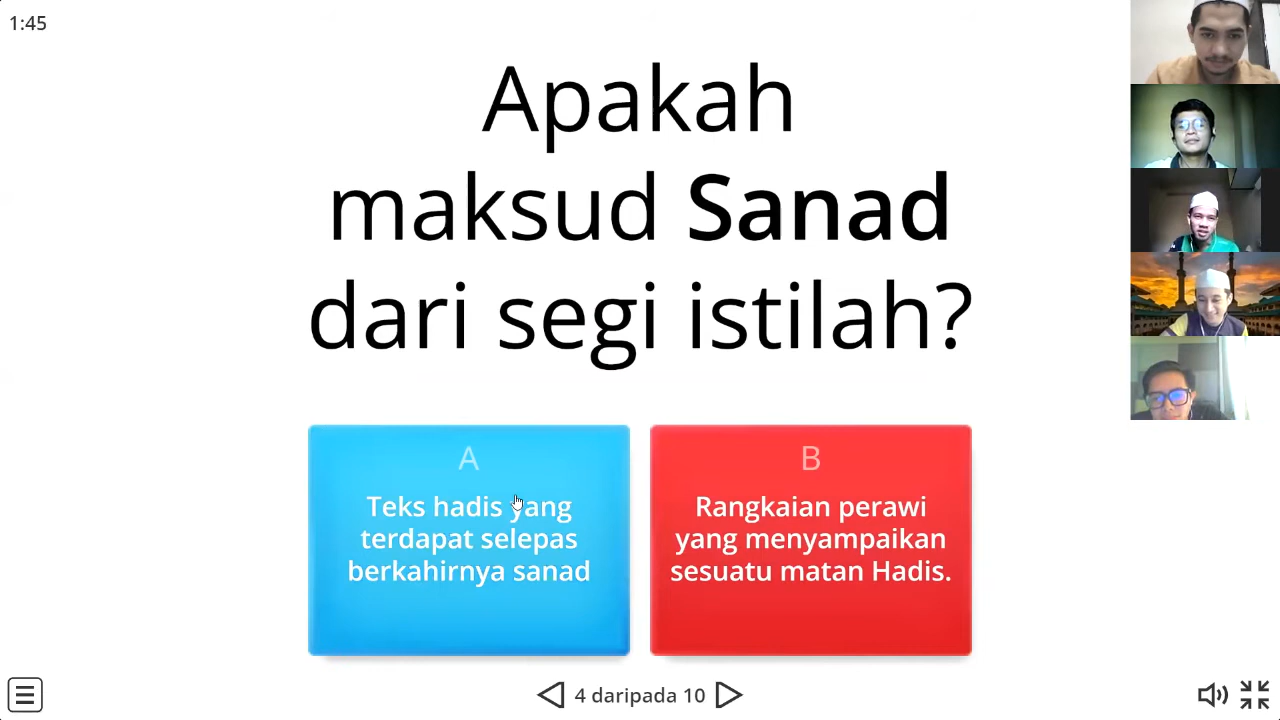 1:45
Apakah
maksud Sanad
dari segi istilah?
A
Teks hadis yang
terdapat selepas
berkahirnya sanad
B
Rangkaian perawi
yang menyampaikan
sesuatu matan Hadis.
4 daripada 10